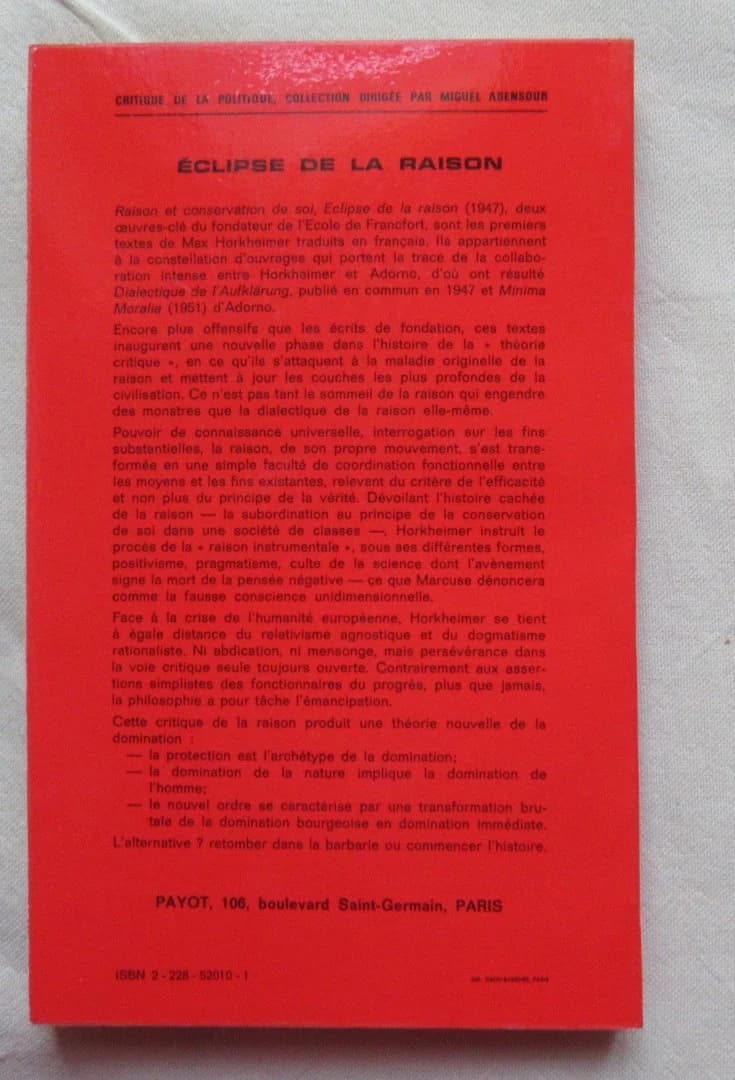 CRITIQUE DE LA POLITIQUE, COLLECTION DIRIGÉE PAR MIGUEL ABENSOUR
ÉCLIPSE DE LA RAISON
Raison et conservation de soi, Eclipse de la raison (1947), deux
œuvres-clé du fondateur de l'Ecole de Francfort, sont les premiers
textes de Max Horkheimer traduits en français. Ils appartiennent
à la constellation d'ouvrages qui portent la trace de la collabo-
ration intense entre Horkheimer et Adorno, d'où ont résulté
Dialectique de l'Aufklärung, publié en commun en 1947 et Minima
Moralia (1951) d'Adorno.
Encore plus offensifs que les écrits de fondation, ces textes
inaugurent une nouvelle phase dans l'histoire de la « théorie
critique », en ce qu'ils s'attaquent à la maladie originelle de la
raison et mettent à jour les couches les plus profondes de la
civilisation. Ce n'est pas tant le sommeil de la raison qui engendre
des monstres que la dialectique de la raison elle-même.
Pouvoir de connaissance universelle, interrogation sur les fins
substantielles, la raison, de son propre mouvement, s'est trans-
formée en une simple faculté de coordination fonctionnelle entre
les moyens et les fins existantes, relevant du critère de l'efficacité
et non plus du principe de la vérité. Dévoilant l'histoire cachée
de la raison — la subordination au principe de la conservation
de soi dans une société de classes —, Horkheimer instruit le
procès de la « raison instrumentale », sous ses différentes formes,
positivisme, pragmatisme, culte de la science dont l'avènement
signe la mort de la pensée négative — ce que Marcuse dénoncera
comme la fausse conscience unidimensionnelle.
Face à la crise de l'humanité européenne, Horkheimer se tient
à égale distance du relativisme agnostique et du dogmatisme
rationaliste. Ni abdication, ni mensonge, mais persévérance dans
la voie critique seule toujours ouverte. Contrairement aux asser-
tions simplistes des fonctionnaires du progrès, plus que jamais,
la philosophie a pour tâche l'émancipation.
Cette critique de la raison produit une théorie nouvelle de la
domination :
— la protection est l'archétype de la domination;
— la domination de la nature implique la domination de
l'homme;
— le nouvel ordre se caractérise par une transformation bru-
tale de la domination bourgeoise en domination immédiate.
L'alternative ? retomber dans la barbarie ou commencer l'histoire.
PAYOT, 106, boulevard Saint-Germain, PARIS
ISBN 2 - 228 - 52010 - 1
IMP. PARIS